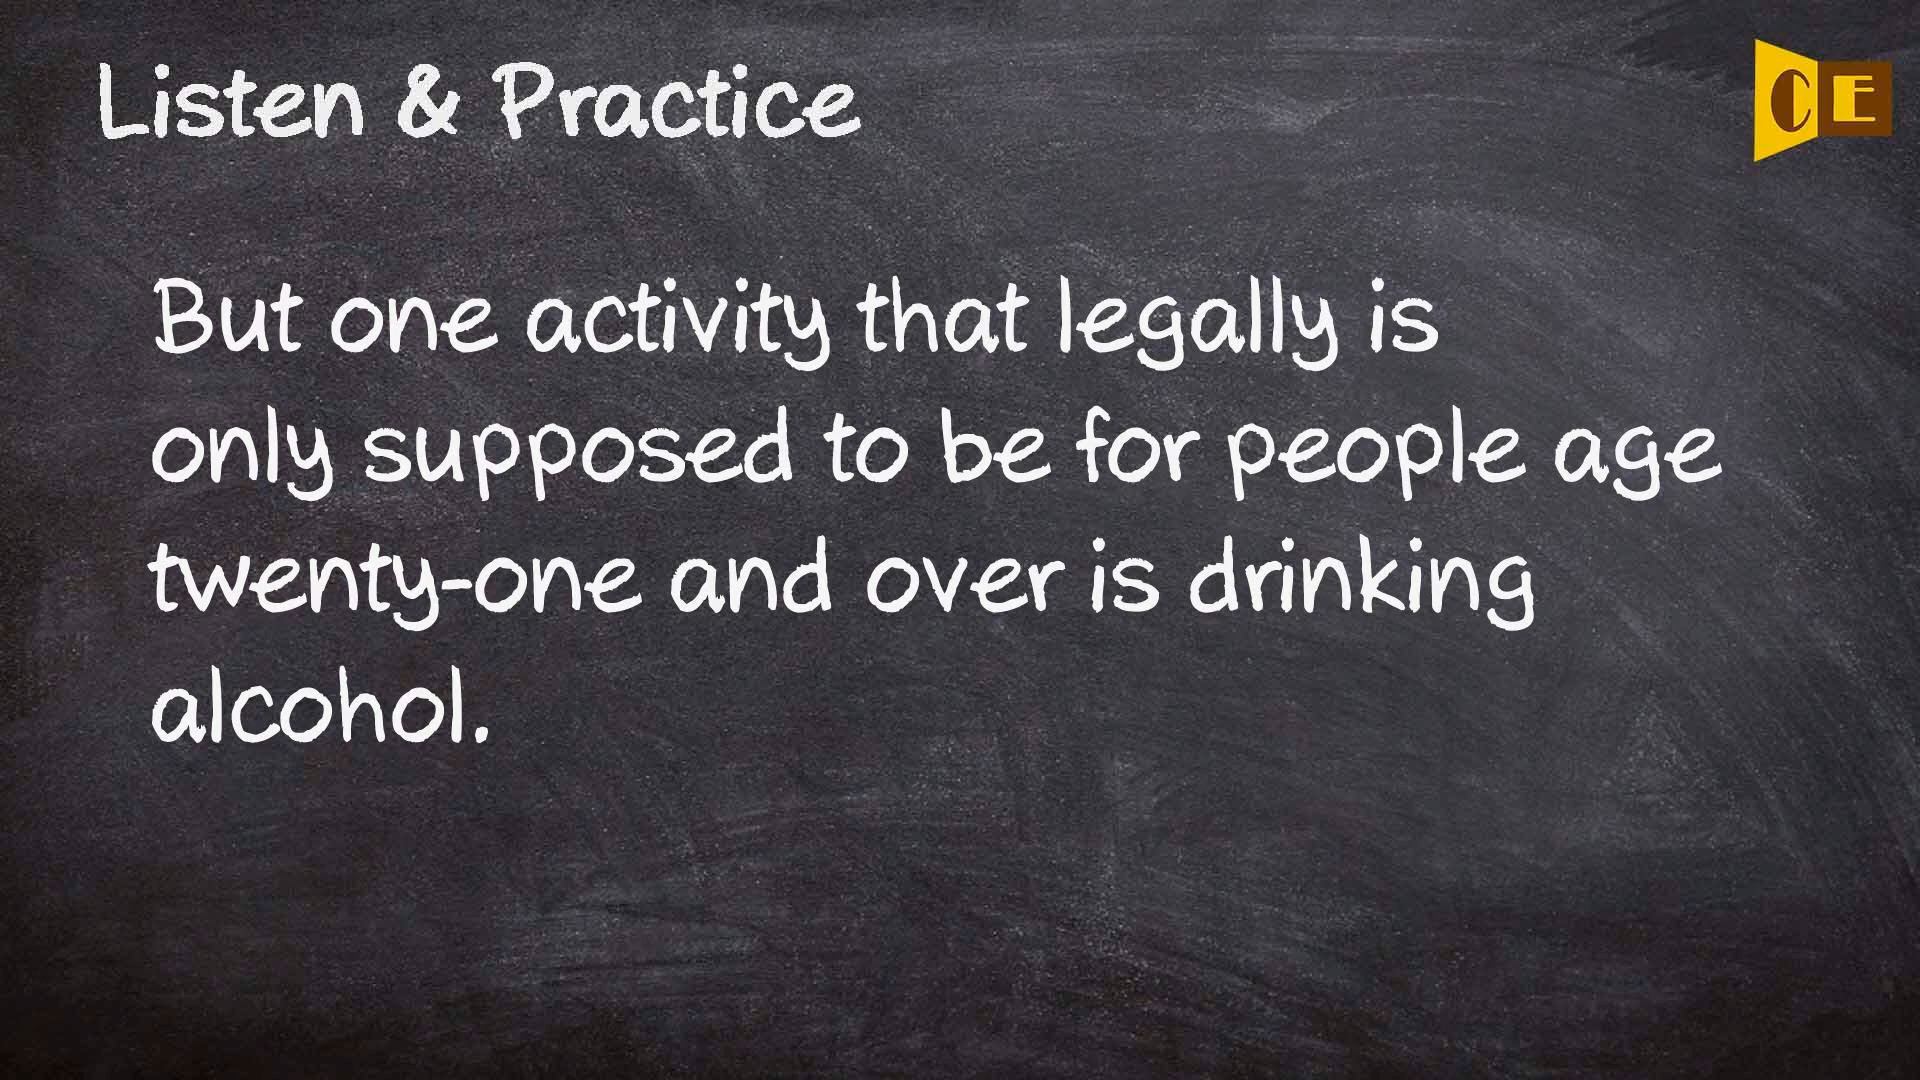 Listen & Practice
CE
But one activity that legally is
only supposed to be for people age
twenty-one and over is drinking
alcohol.